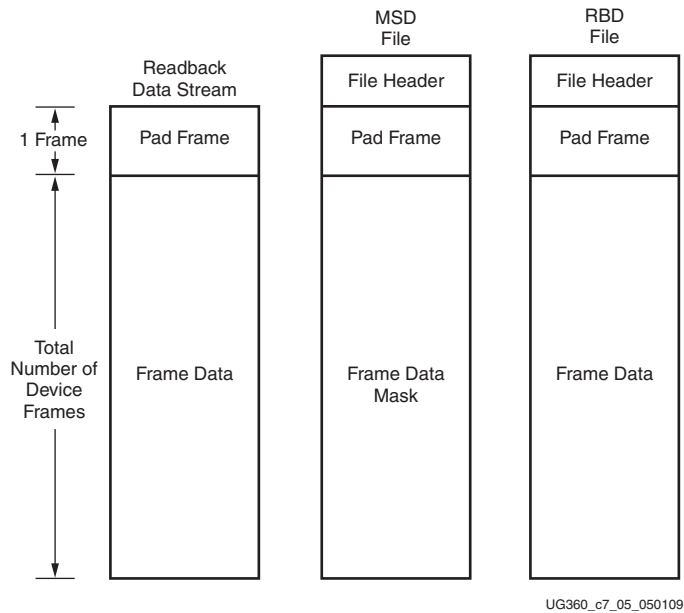 MSD
File
RBD
File
Readback
Data Stream
File Header
File Header
1 Frame
Pad Frame
Pad Frame
Pad Frame
Total
Number of
Device
Frames
Frame Data
Frame Data
Mask
Frame Data
UG360_c7_05_050109